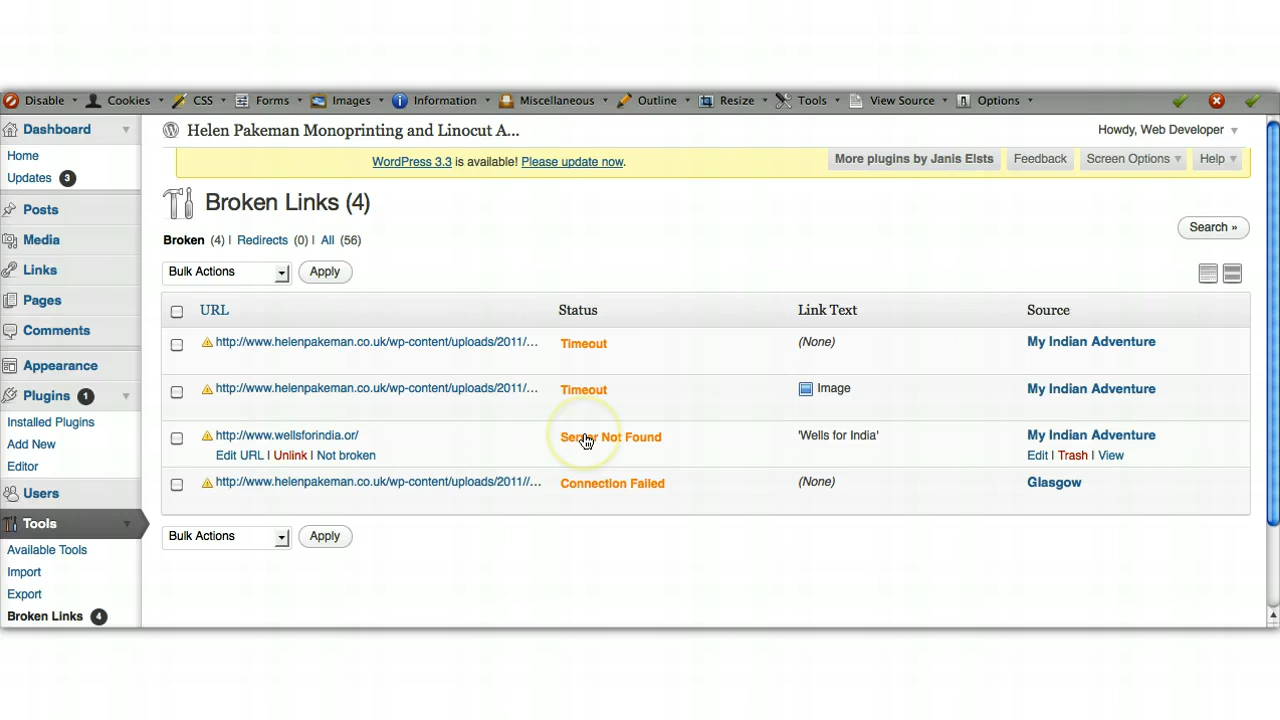 Disable Cookies CSS Forms Images Information Miscellaneous Outline Resize Tools View Source Options
Helen Pakeman Monoprinting and Linocut A...
Howdy, Web Developer
WordPress 3.3 is available! Please update now.
More plugins by Janis Elsts
Feedback
Screen Options
Help
Dashboard
Home
Updates 3
Posts
Media
Links
Pages
Comments
Appearance
Plugins 1
Installed Plugins
Add New
Editor
Users
Tools
Available Tools
Import
Export
Broken Links 4
Broken Links (4)
Broken (4) | Redirects (0) | All (56)
Search »
Bulk Actions Apply
URL Status Link Text Source
http://www.helenpakeman.co.uk/wp-content/uploads/2011/... Timeout (None) My Indian Adventure
http://www.helenpakeman.co.uk/wp-content/uploads/2011/... Timeout Image My Indian Adventure
http://www.wellsforindia.or/ Server Not Found 'Wells for India' My Indian Adventure
Edit URL | Unlink | Not broken Edit | Trash | View
http://www.helenpakeman.co.uk/wp-content/uploads/2011//... Connection Failed (None) Glasgow
Bulk Actions Apply